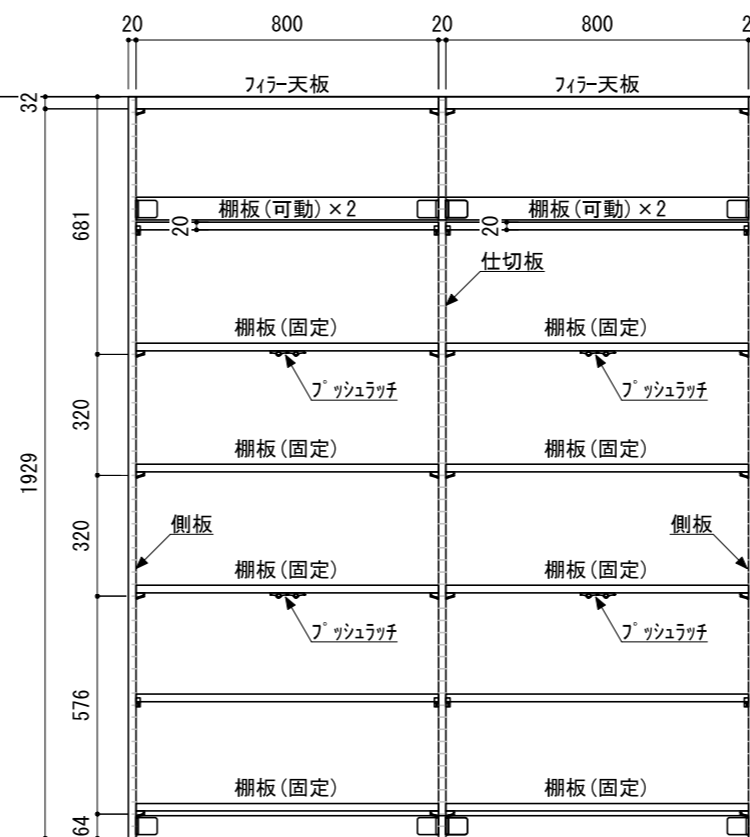 20 800 20 800 2
フィラー天板 フィラー天板
32
棚板(可動)×2 棚板(可動)×2
681
20 20
仕切板
棚板(固定) 棚板(固定)
プッシュラッチ プッシュラッチ
320
棚板(固定) 棚板(固定)
1929
320
側板 側板
棚板(固定) 棚板(固定)
プッシュラッチ プッシュラッチ
576
棚板(固定) 棚板(固定)
64